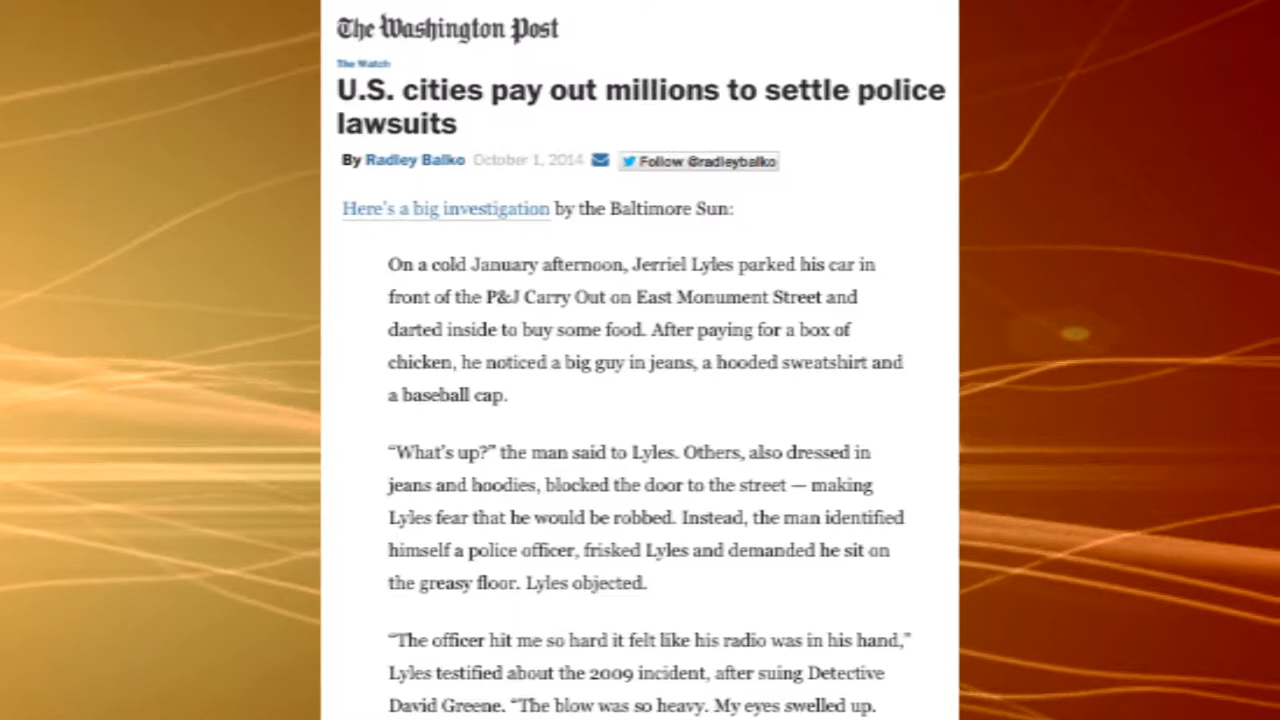 The Washington Post
The Watch
U.S. cities pay out millions to settle police
lawsuits
By Radley Balko October 1, 2014 Follow @radleybalko
Here's a big investigation by the Baltimore Sun:
On a cold January afternoon, Jerriel Lyles parked his car in
front of the P&J Carry Out on East Monument Street and
darted inside to buy some food. After paying for a box of
chicken, he noticed a big guy in jeans, a hooded sweatshirt and
a baseball cap.
“What’s up?” the man said to Lyles. Others, also dressed in
jeans and hoodies, blocked the door to the street — making
Lyles fear that he would be robbed. Instead, the man identified
himself a police officer, frisked Lyles and demanded he sit on
the greasy floor. Lyles objected.
“The officer hit me so hard it felt like his radio was in his hand,”
Lyles testified about the 2009 incident, after suing Detective
David Greene. “The blow was so heavy. My eyes swelled up.